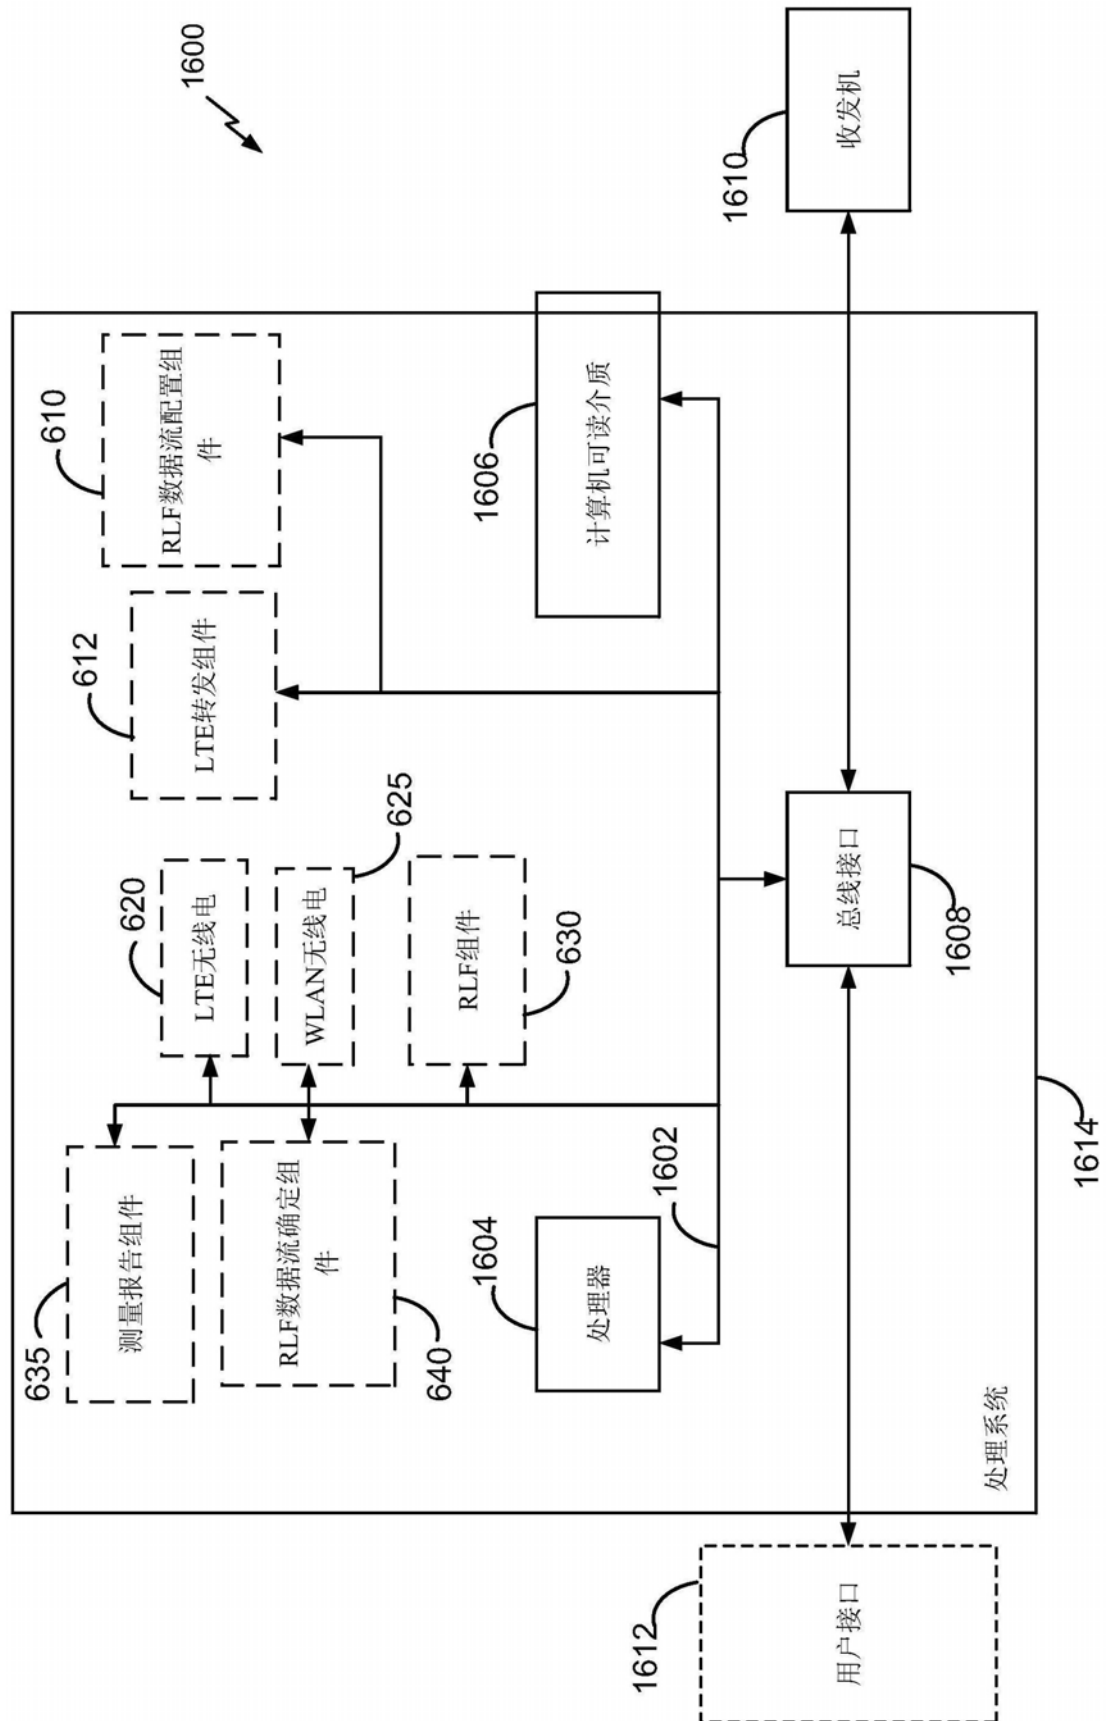 1600
635
测量报告组件
620
LTE无线电
612
LTE转发组件
610
RLF数据流配置组
件
640
RLF数据流确定组
件
625
WLAN无线电
630
RLF组件
1604
处理器
1602
1606
计算机可读介质
1612
用户接口
1608
总线接口
1610
收发机
处理系统
1614